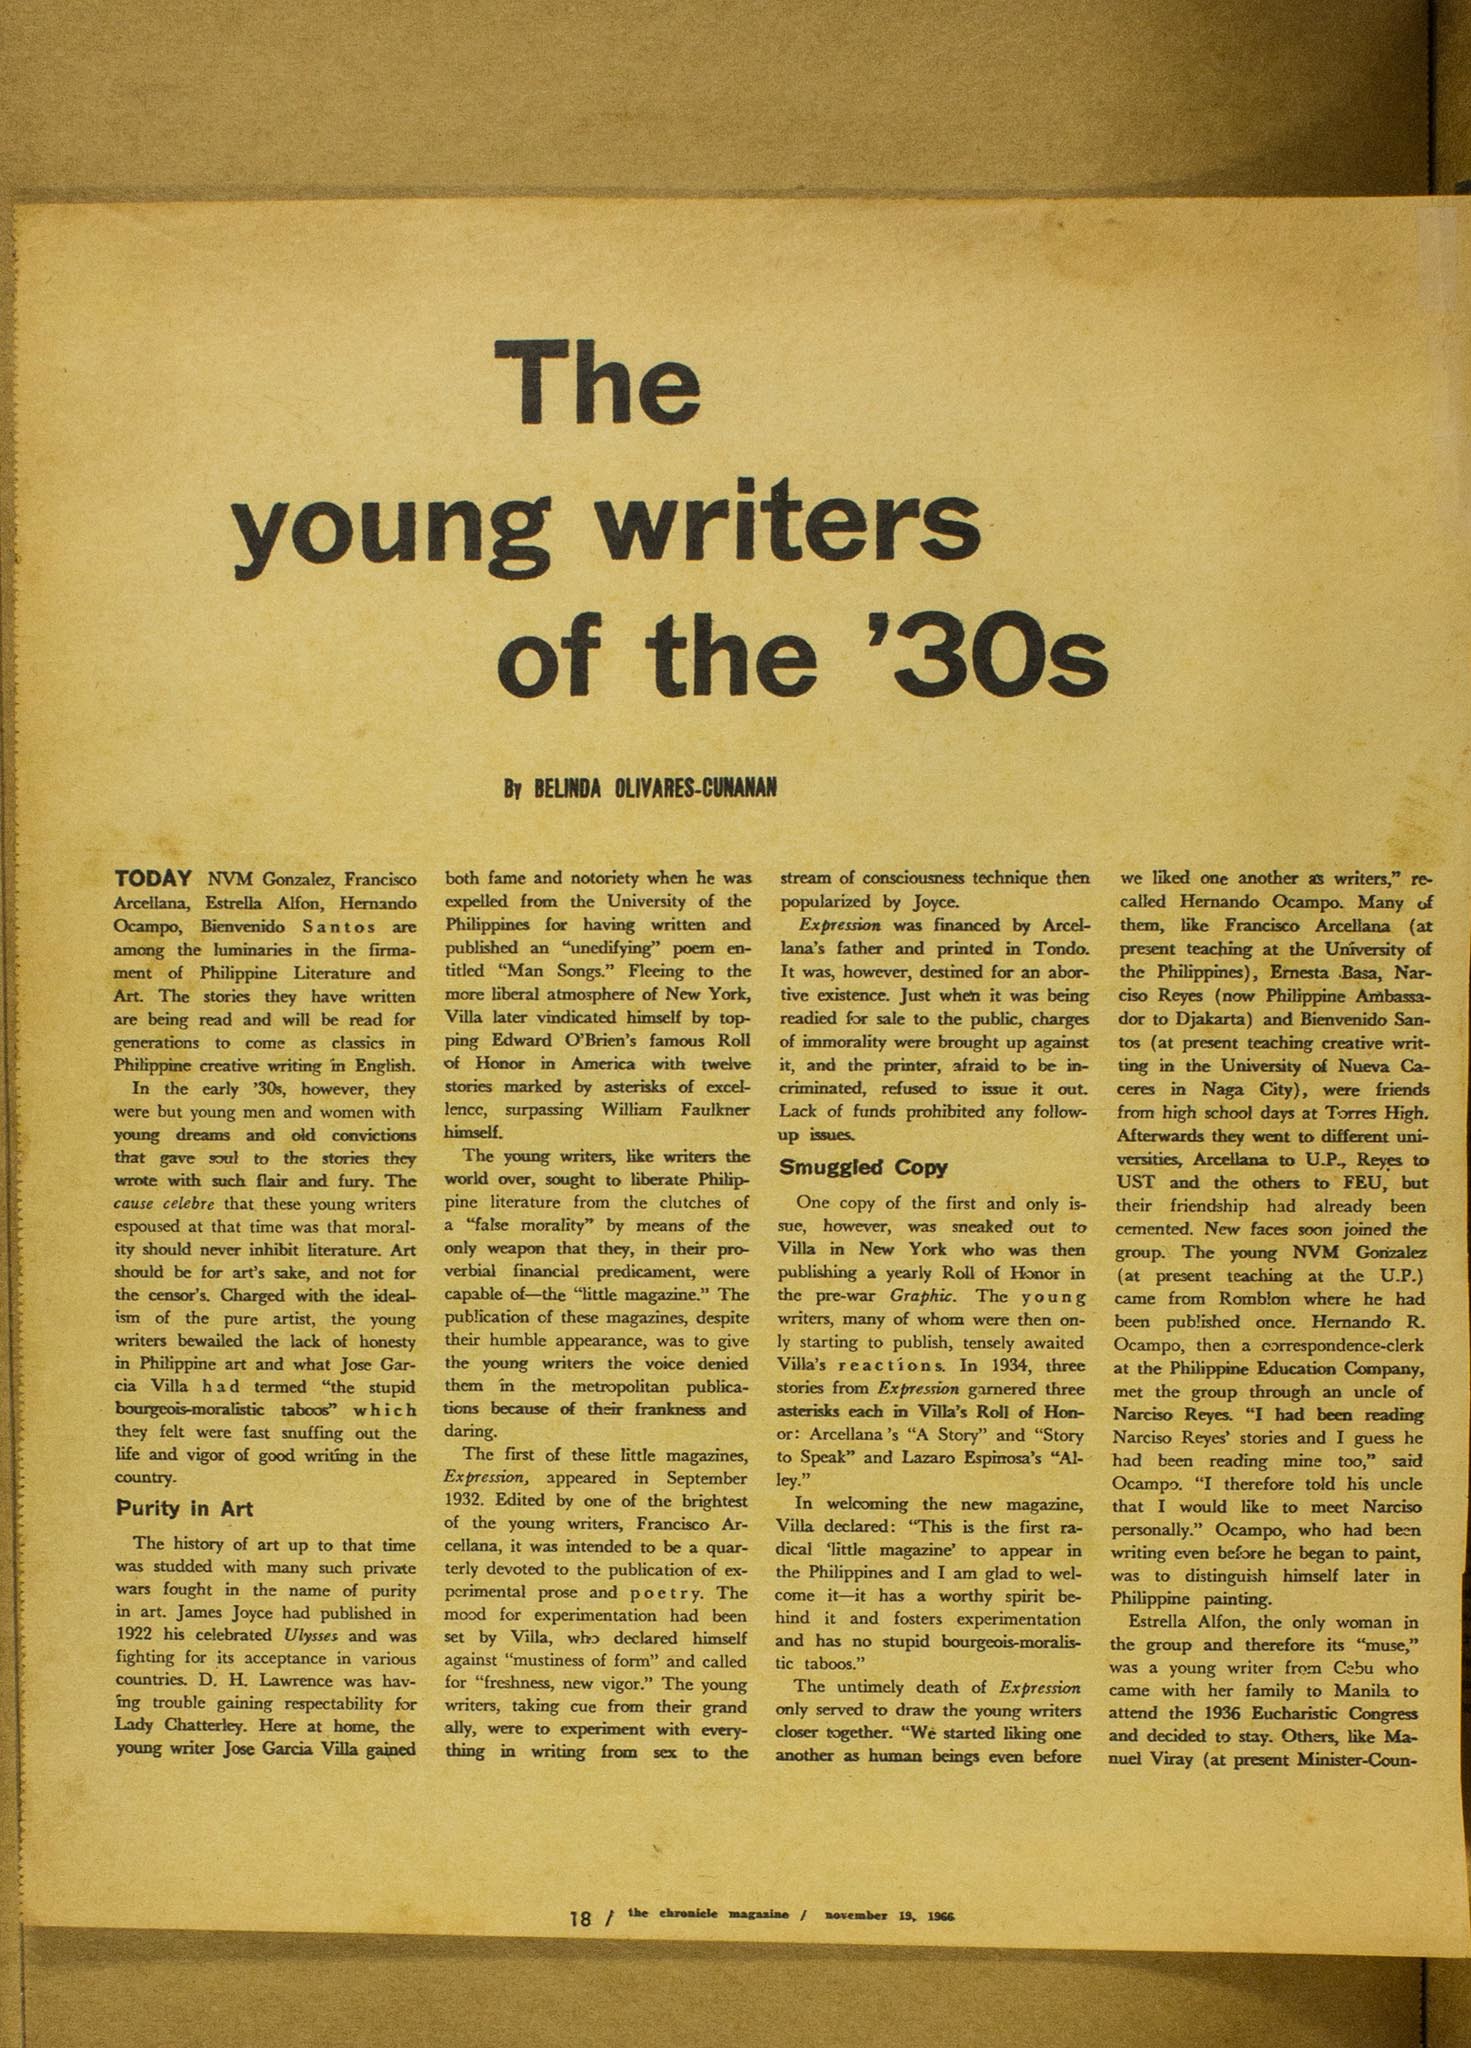 The
young writers
of the ’30s
By BELINDA OLIVARES-CUNANAN
TODAY NVM Gonzalez, Francisco
Arcellana, Estrella Alfon, Hernando
Ocampo, Bienvenido Santos are
among the luminaries in the firma-
ment of Philippine Literature and
Art. The stories they have written
are being read and will be read for
generations to come as classics in
Philippine creative writing in English.
In the early ’30s, however, they
were but young men and women with
young dreams and old convictions
that gave soul to the stories they
wrote with such flair and fury. The
cause celebre that these young writers
espoused at that time was that moral-
ity should never inhibit literature. Art
should be for art’s sake, and not for
the censor’s. Charged with the ideal-
ism of the pure artist, the young
writers bewailed the lack of honesty
in Philippine art and what Jose Gar-
cia Villa had termed “the stupid
bourgeois-moralistic taboos” which
they felt were fast snuffing out the
life and vigor of good writing in the
country.
Purity in Art
The history of art up to that time
was studded with many such private
wars fought in the name of purity
in art. James Joyce had published in
1922 his celebrated Ulysses and was
fighting for its acceptance in various
countries. D. H. Lawrence was hav-
ing trouble gaining respectability for
Lady Chatterley. Here at home, the
young writer Jose Garcia Villa gained
both fame and notoriety when he was
expelled from the University of the
Philippines for having written and
published an “unedifying” poem en-
titled “Man Songs.” Fleeing to the
more liberal atmosphere of New York,
Villa later vindicated himself by top-
ping Edward O’Brien’s famous Roll
of Honor in America with twelve
stories marked by asterisks of excel-
lence, surpassing William Faulkner
himself.
The young writers, like writers the
world over, sought to liberate Philip-
pine literature from the clutches of
a “false morality” by means of the
only weapon that they, in their pro-
verbial financial predicament, were
capable of—the “little magazine.” The
publication of these magazines, despite
their humble appearance, was to give
the young writers the voice denied
them in the metropolitan publica-
tions because of their frankness and
daring.
The first of these little magazines,
Expression, appeared in September
1932. Edited by one of the brightest
of the young writers, Francisco Ar-
cellana, it was intended to be a quar-
terly devoted to the publication of ex-
perimental prose and poetry. The
mood for experimentation had been
set by Villa, who declared himself
against “mustiness of form” and called
for “freshness, new vigor.” The young
writers, taking cue from their grand
ally, were to experiment with every-
thing in writing from sex to the
stream of consciousness technique then
popularized by Joyce.
Expression was financed by Arcel-
lana’s father and printed in Tondo.
It was, however, destined for an abor-
tive existence. Just when it was being
readied for sale to the public, charges
of immorality were brought up against
it, and the printer, afraid to be in-
criminated, refused to issue it out.
Lack of funds prohibited any follow-
up issues.
Smuggled Copy
One copy of the first and only is-
sue, however, was sneaked out to
Villa in New York who was then
publishing a yearly Roll of Honor in
the pre-war Graphic. The young
writers, many of whom were then on-
ly starting to publish, tensely awaited
Villa’s reactions. In 1934, three
stories from Expression garnered three
asterisks each in Villa’s Roll of Hon-
or: Arcellana’s “A Story” and “Story
to Speak” and Lazaro Espinosa’s “Al-
ley.”
In welcoming the new magazine,
Villa declared: “This is the first ra-
dical ‘little magazine’ to appear in
the Philippines and I am glad to wel-
come it—it has a worthy spirit be-
hind it and fosters experimentation
and has no stupid bourgeois-moralis-
tic taboos.”
The untimely death of Expression
only served to draw the young writers
closer together. “We started liking one
another as human beings even before
we liked one another as writers,” re-
called Hernando Ocampo. Many of
them, like Francisco Arcellana (at
present teaching at the University of
the Philippines), Ernesta Basa, Nar-
ciso Reyes (now Philippine Ambassa-
dor to Djakarta) and Bienvenido San-
tos (at present teaching creative writ-
ting in the University of Nueva Ca-
ceres in Naga City), were friends
from high school days at Torres High.
Afterwards they went to different uni-
versities, Arcellana to U.P., Reyes to
UST and the others to FEU, but
their friendship had already been
cemented. New faces soon joined the
group. The young NVM Gonzalez
(at present teaching at the U.P.)
came from Romblon where he had
been published once. Hernando R.
Ocampo, then a correspondence-clerk
at the Philippine Education Company,
met the group through an uncle of
Narciso Reyes. “I had been reading
Narciso Reyes’ stories and I guess he
had been reading mine too,” said
Ocampo. “I therefore told his uncle
that I would like to meet Narciso
personally.” Ocampo, who had been
writing even before he began to paint,
was to distinguish himself later in
Philippine painting.
Estrella Alfon, the only woman in
the group and therefore its “muse,”
was a young writer from Cebu who
came with her family to Manila to
attend the 1936 Eucharistic Congress
and decided to stay. Others, like Ma-
nuel Viray (at present Minister-Coun-
18 / the chronicle magazine / november 19, 1966